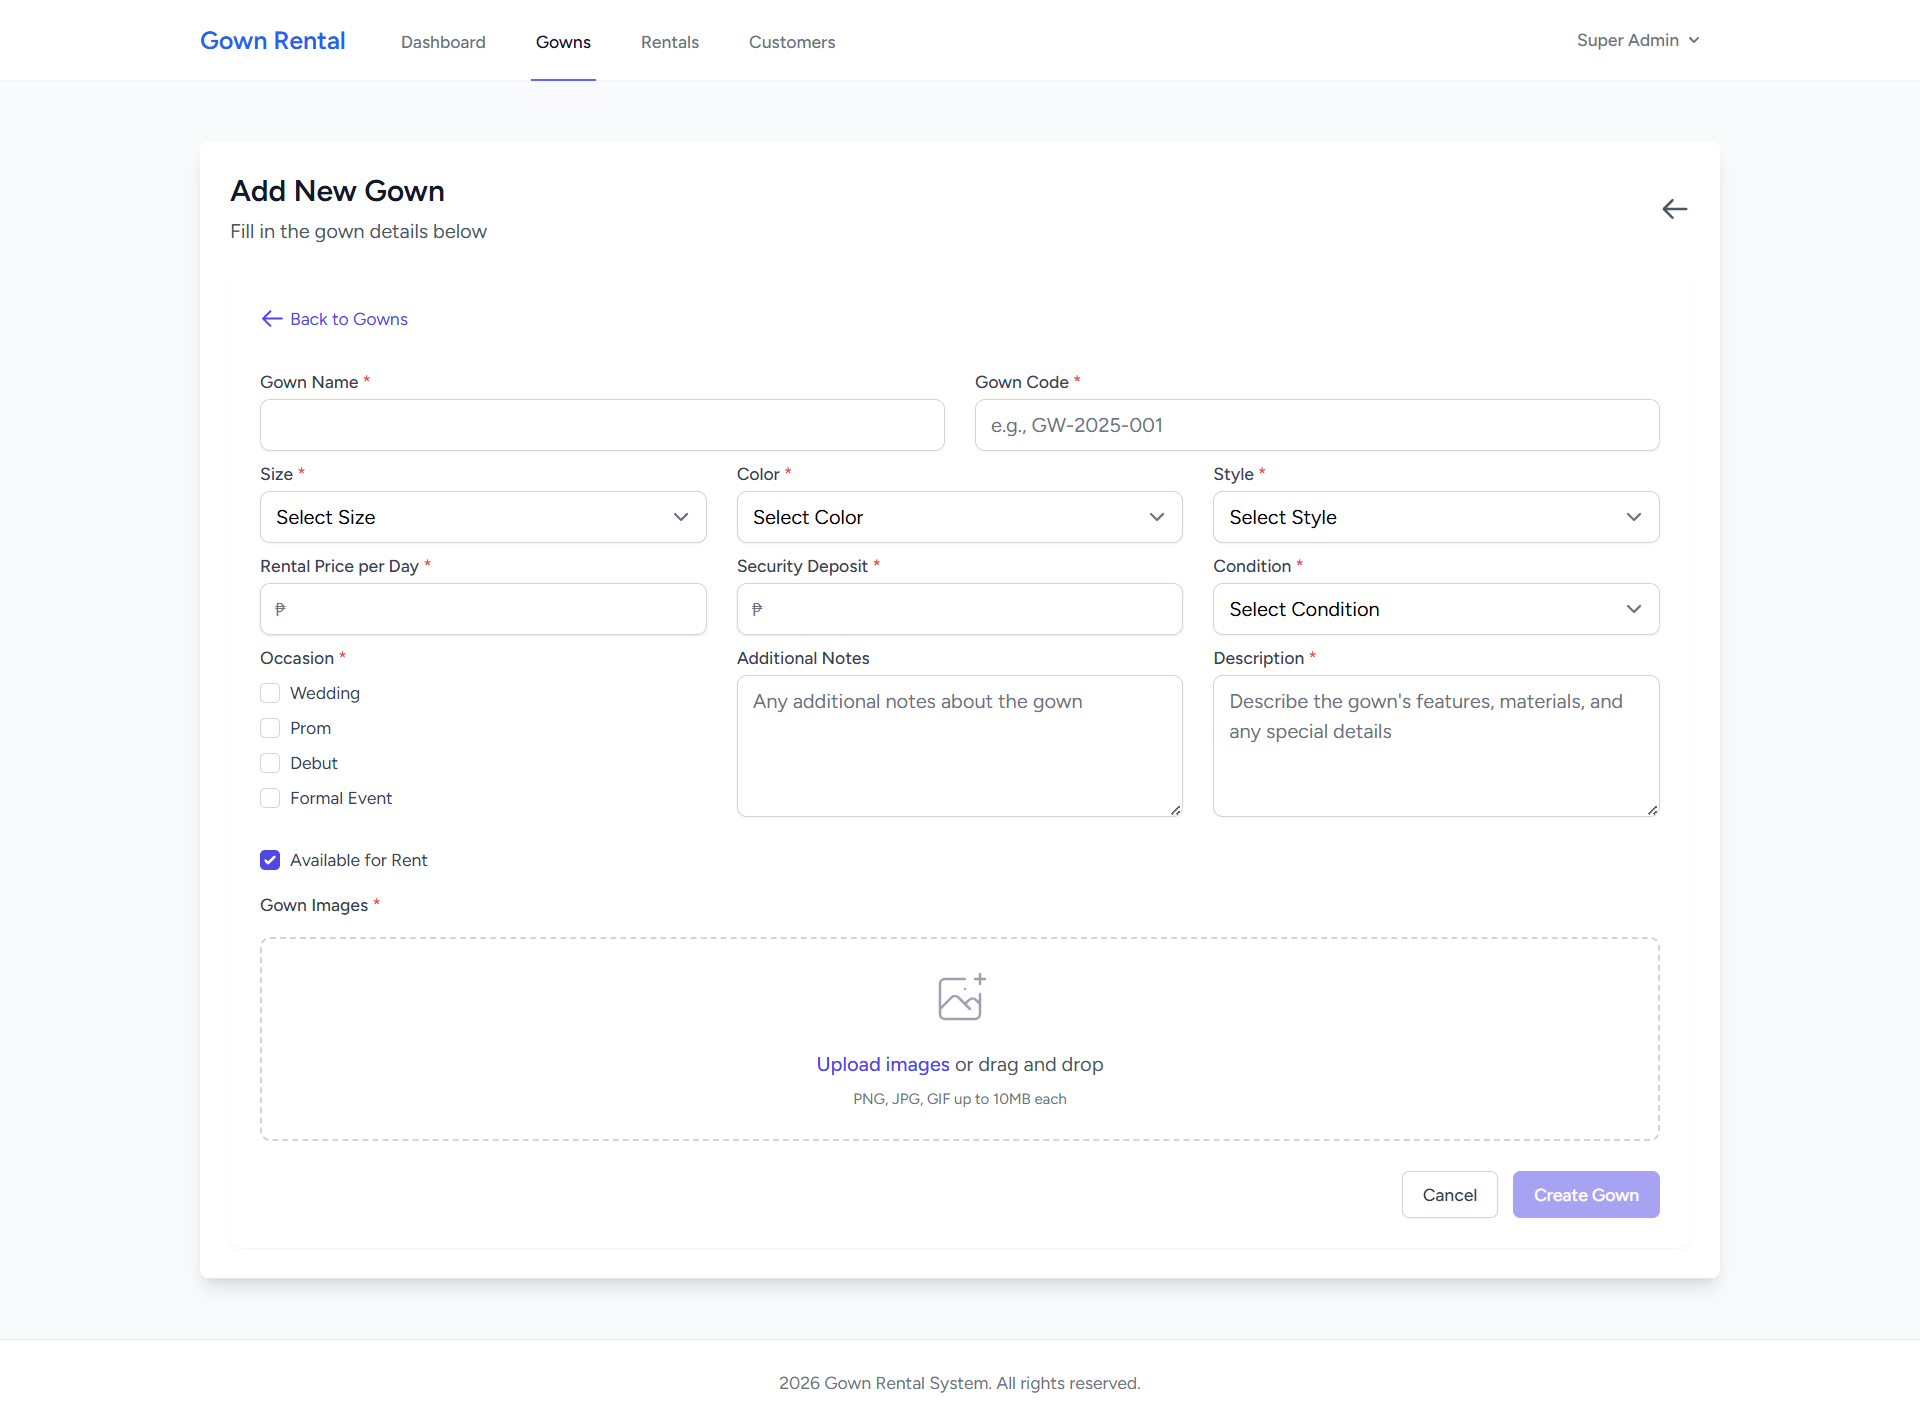 Gown Rental
Dashboard
Gowns
Rentals
Customers
Super Admin
Add New Gown
Fill in the gown details below
Back to Gowns
Gown Name *
Gown Code *
e.g., GW-2025-001
Size *
Color *
Style *
Select Size
Select Color
Select Style
Rental Price per Day *
Security Deposit *
Condition *
₱
₱
Select Condition
Occasion *
Wedding
Prom
Debut
Formal Event
Additional Notes
Any additional notes about the gown
Description *
Describe the gown's features, materials, and
any special details
Available for Rent
Gown Images *
Upload images or drag and drop
PNG, JPG, GIF up to 10MB each
Cancel
Create Gown
2026 Gown Rental System. All rights reserved.